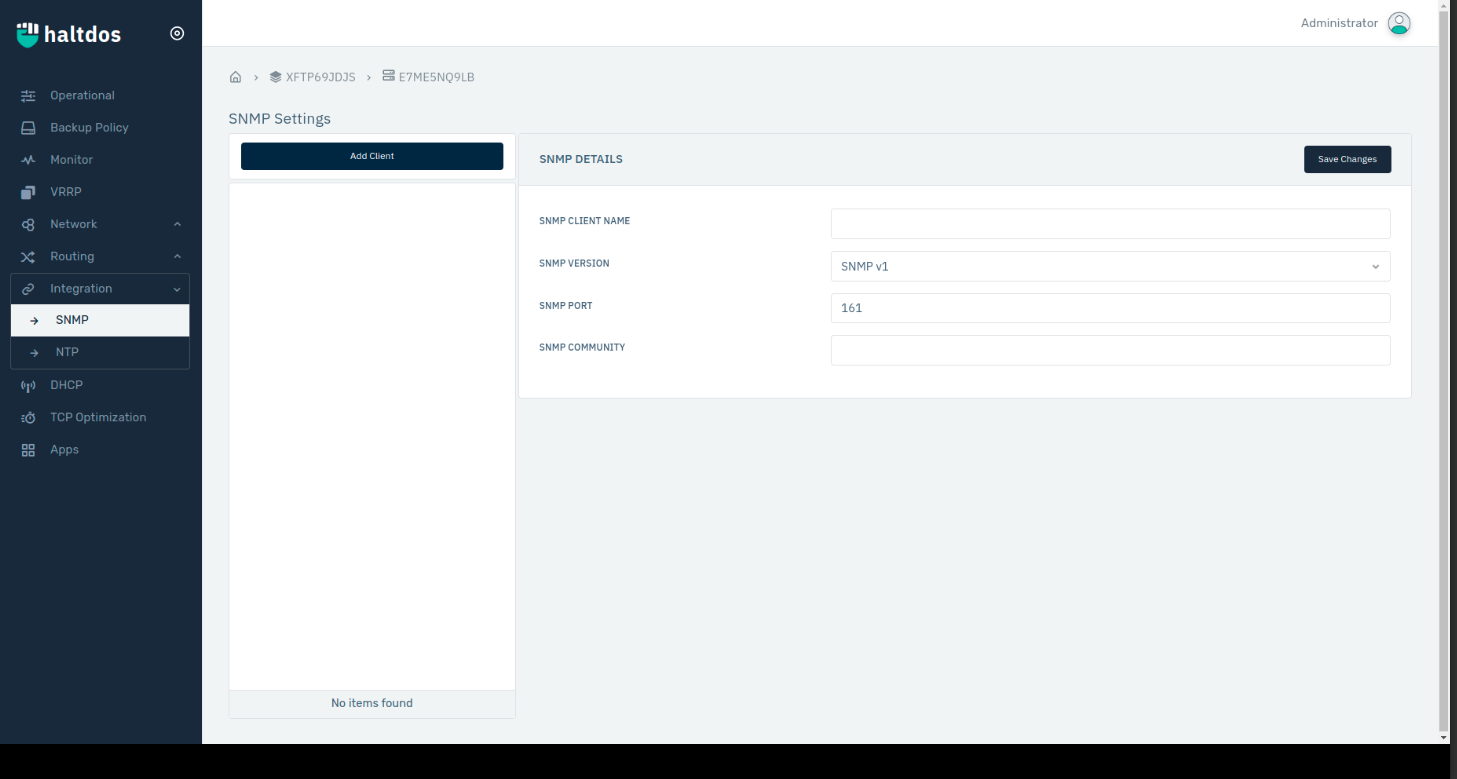 haltdos
Administrator
Operational
Backup Policy
Monitor
VRRP
Network
Routing
Integration
SNMP
NTP
DHCP
TCP Optimization
Apps
XFTP69JDJS
E7ME5NQ9LB
SNMP Settings
Add Client
No items found
SNMP DETAILS
Save Changes
SNMP CLIENT NAME
SNMP VERSION
SNMP v1
SNMP PORT
161
SNMP COMMUNITY